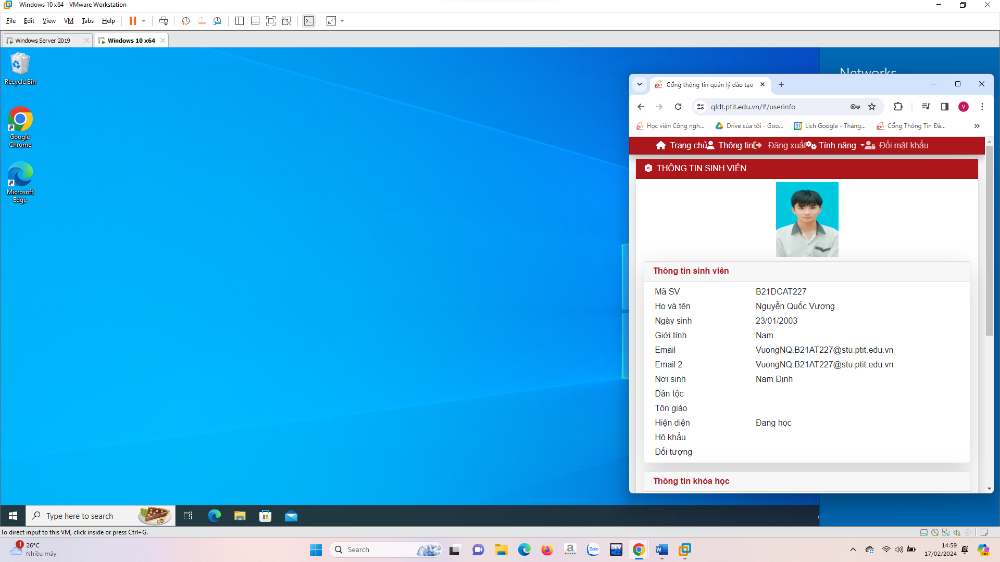 Windows 10 x64 - VMware Workstation
File Edit View VM Tabs Help
Windows Server 2019
Windows 10 x64
Recycle Bin
Google
Chrome
Microsoft
Edge
Networks
Cổng thông tin quản lý đào tạo
qldt.ptit.edu.vn/#/userinfo
V
Học viện Công ngh...
Drive của tôi - Goo...
31
Lịch Google - Tháng...
Cổng Thông Tin Đà...
Trang chủ Thông tin Đăng xuất Tính năng Đổi mật khẩu
THÔNG TIN SINH VIÊN
Thông tin sinh viên
Mã SV B21DCAT227
Họ và tên Nguyễn Quốc Vượng
Ngày sinh 23/01/2003
Giới tính Nam
Email VuongNQ.B21AT227@stu.ptit.edu.vn
Email 2 VuongNQ.B21AT227@stu.ptit.edu.vn
Nơi sinh Nam Định
Dân tộc
Tôn giáo
Hiện diện Đang học
Hộ khẩu
Đối tượng
Thông tin khóa học
Type here to search
To direct input to this VM, click inside or press Ctrl+G.
1
26°C
Nhiều mây
Search
a
Zalo
DEV
W
PRE
14:59
17/02/2024